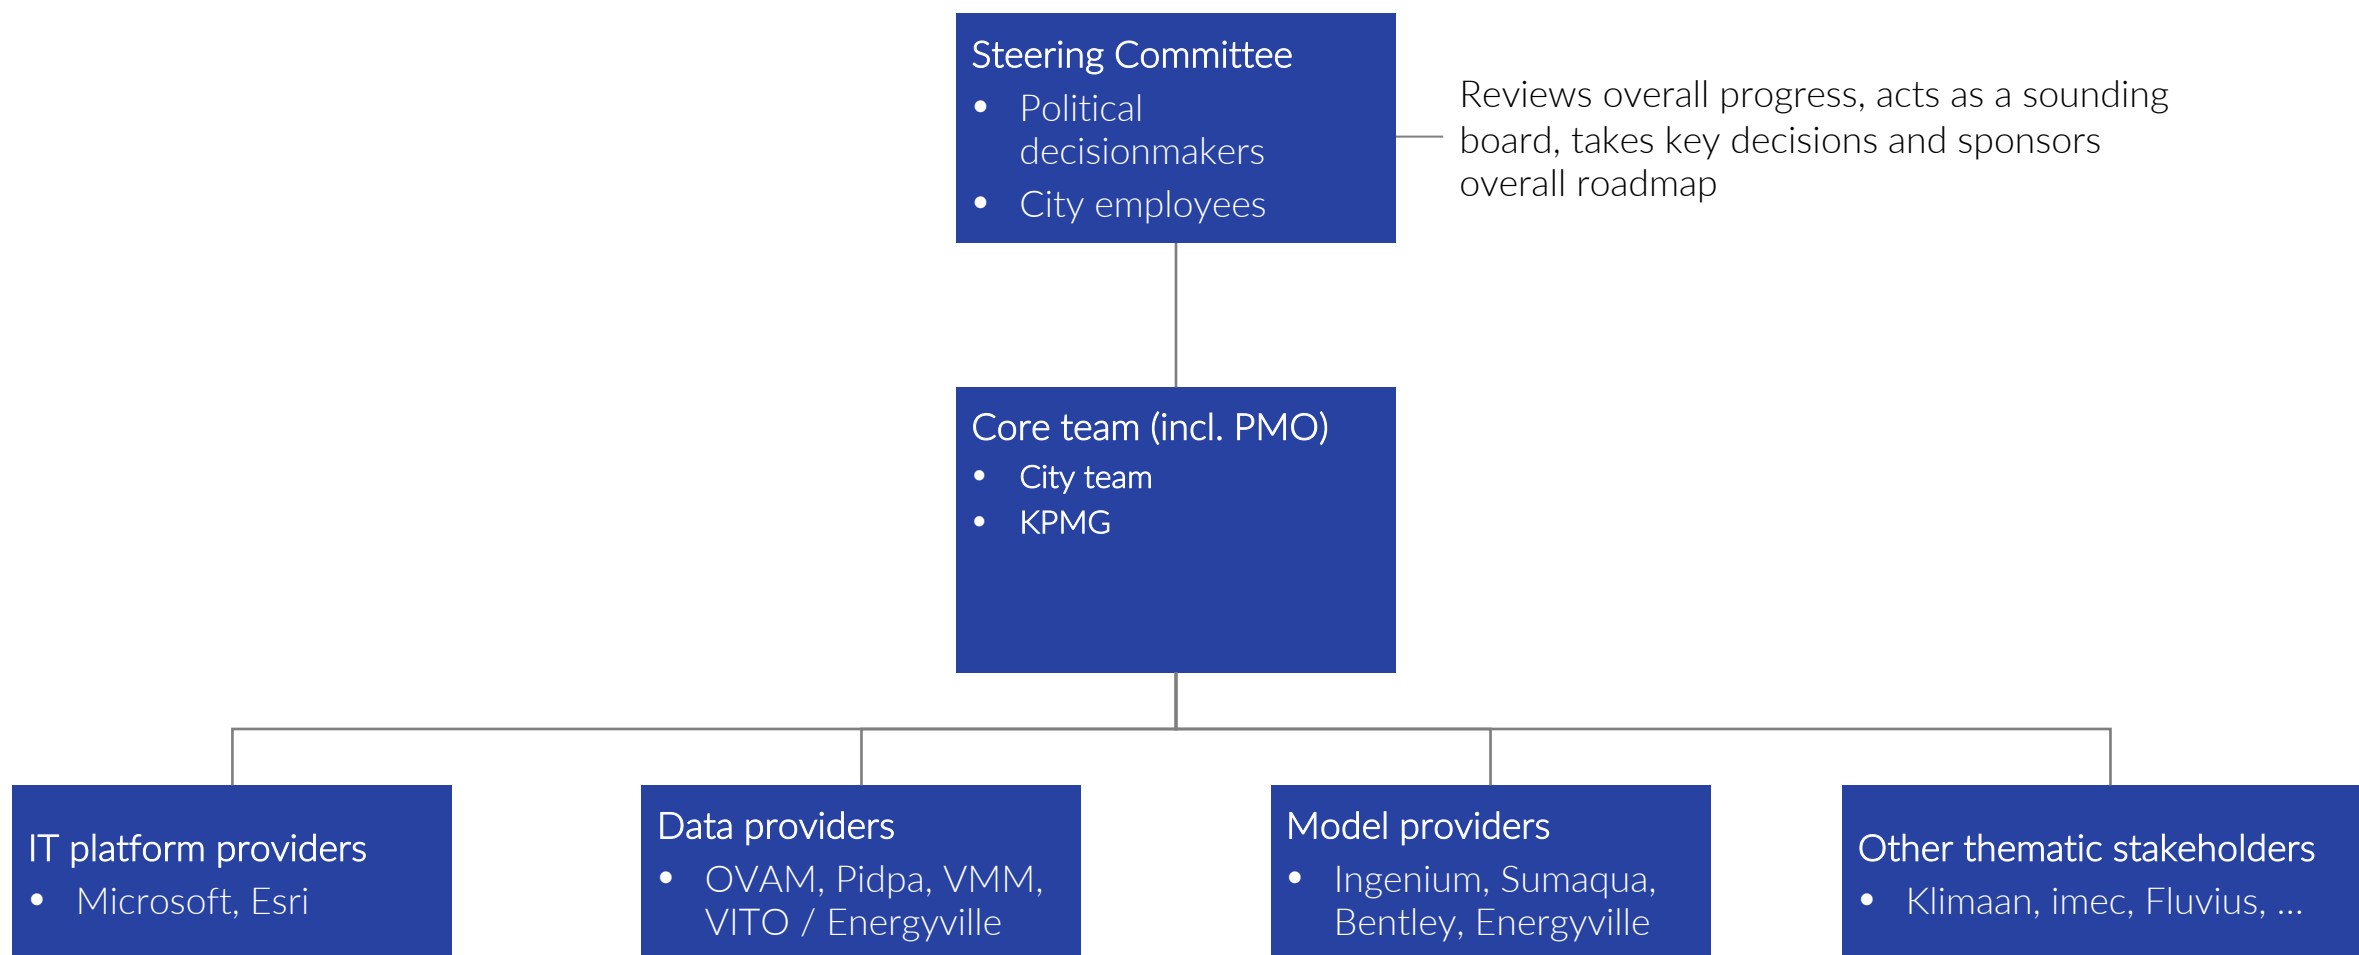 Steering Committee
• Political
decisionmakers
• City employees
Reviews overall progress, acts as a sounding
board, takes key decisions and sponsors
overall roadmap
Core team (incl. PMO)
• City team
• KPMG
IT platform providers
• Microsoft, Esri
Data providers
• OVAM, Pidpa, VMM,
VITO / Energyville
Model providers
• Ingenium, Sumaqua,
Bentley, Energyville
Other thematic stakeholders
• Klimaan, imec, Fluvius, ...